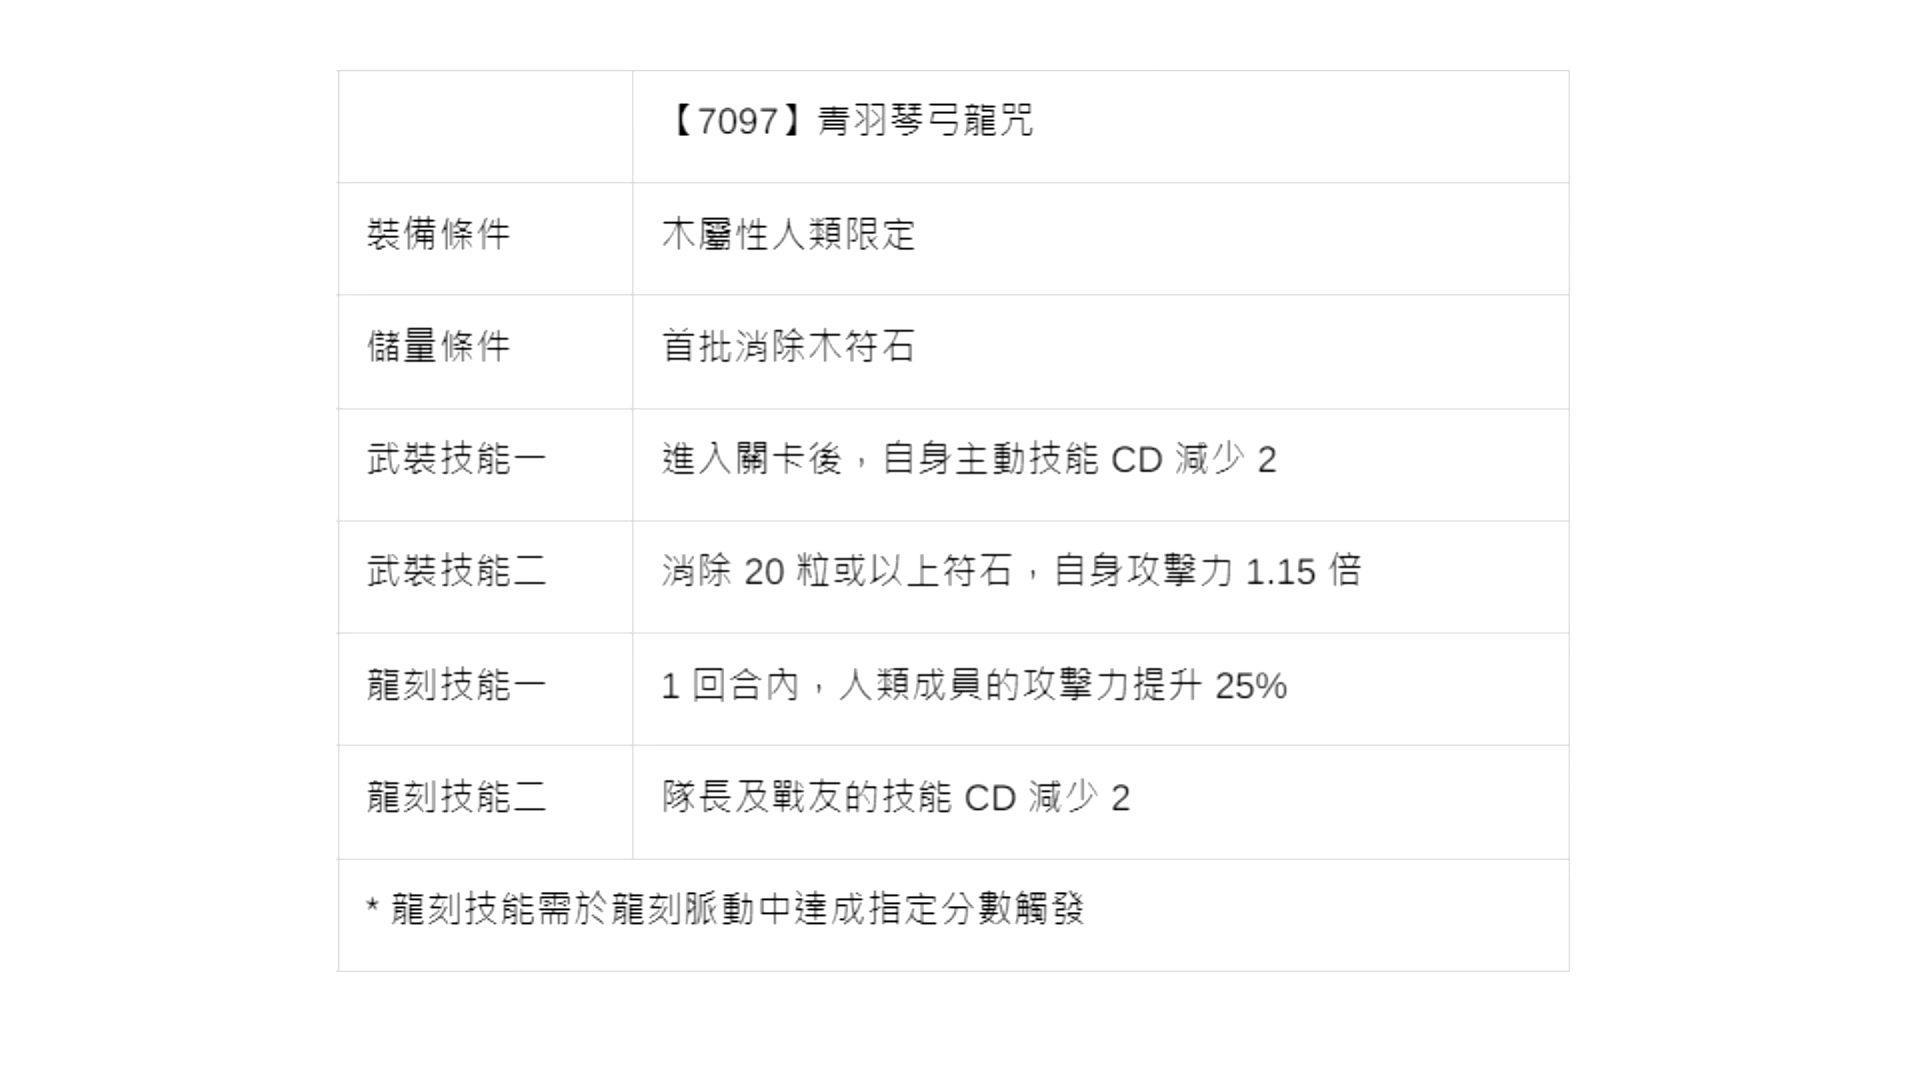 【7097】青羽琴弓龍咒
裝備條件 木屬性人類限定
儲量條件 首批消除木符石
武裝技能一 進入關卡後，自身主動技能 CD 減少 2
武裝技能二 消除 20 粒或以上符石，自身攻擊力 1.15 倍
龍刻技能一 1 回合內，人類成員的攻擊力提升 25%
龍刻技能二 隊長及戰友的技能 CD 減少 2
* 龍刻技能需於龍刻脈動中達成指定分數觸發